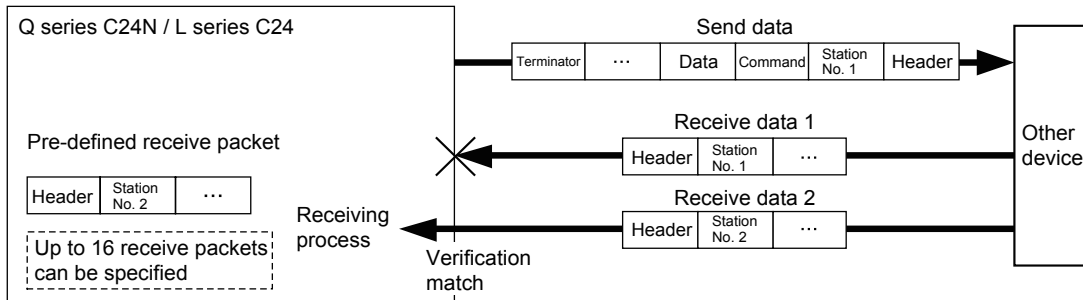 Q series C24N / L series C24
Send data
Terminator ... Data Command Station No. 1 Header
Receive data 1
Header Station No. 1 ...
Pre-defined receive packet
Header Station No. 2 ...
Receive data 2
Header Station No. 2 ...
Other
device
Receiving
process
Up to 16 receive packets
can be specified
Verification
match